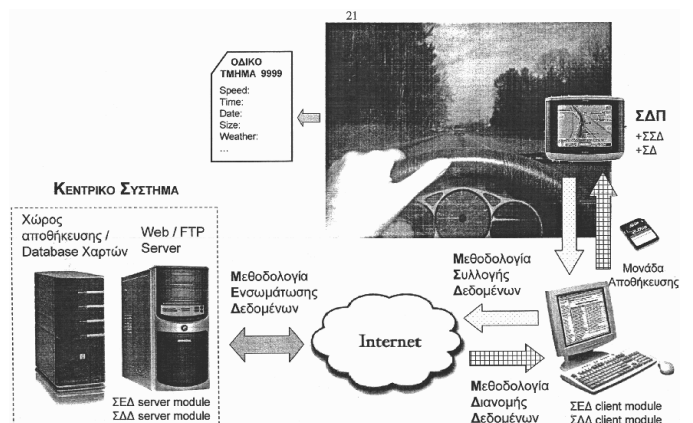 21
ΟΔΙΚΟ
ΤΜΗΜΑ 9999
Speed:
Time:
Date:
Size:
Weather:
...
ΣΔΠ
+ΣΣΔ
+ΣΔ
ΚΕΝΤΡΙΚΟ ΣΥΣΤΗΜΑ
Χώρος
αποθήκευσης /
Database Χαρτών
Web / FTP
Server
Μεθοδολογία
Ενσωμάτωσης
Δεδομένων
Μεθοδολογία
Συλλογής
Δεδομένων
Μονάδα
Αποθήκευσης
Internet
Μεθοδολογία
Διανομής
Δεδομένων
ΣΕΔ server module
ΣΔΔ server module
ΣΕΔ client module
ΣΔΔ client module